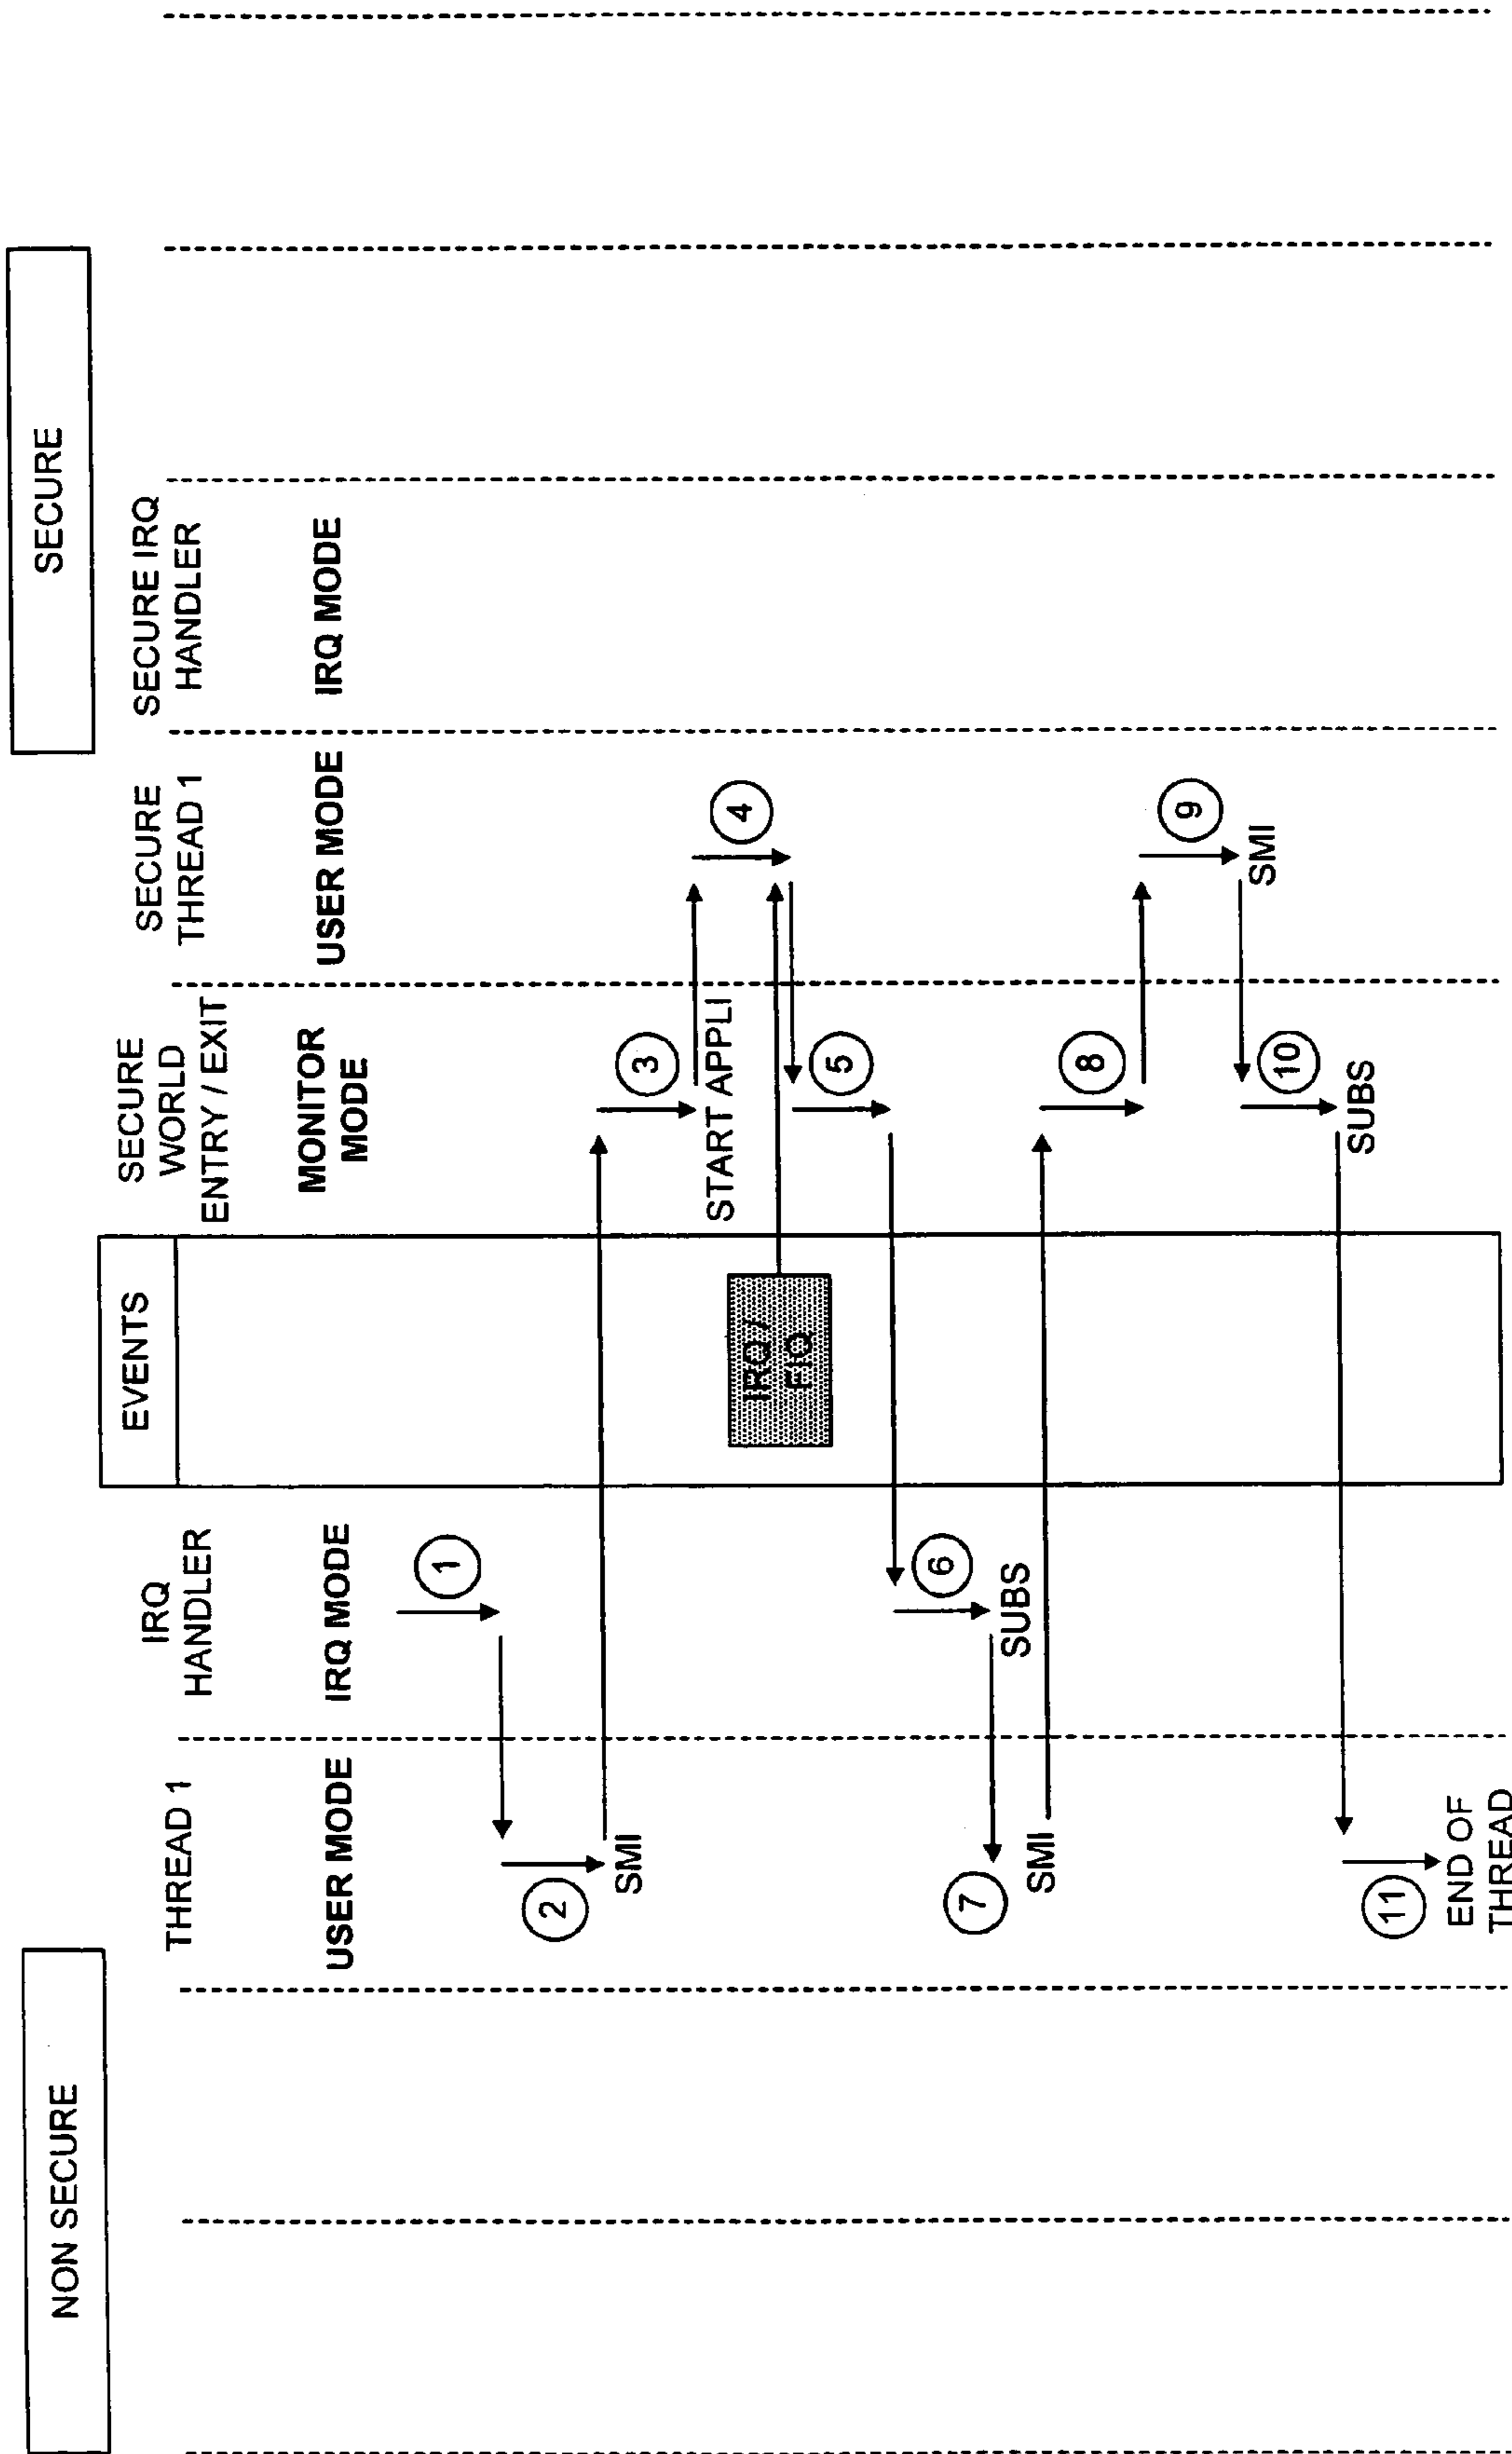 NON SECURE
SECURE
THREAD 1
IRQ
HANDLER
EVENTS
SECURE
WORLD
ENTRY / EXIT
SECURE
THREAD 1
SECURE IRQ
HANDLER
USER MODE
IRQ MODE
MONITOR
MODE
USER MODE
IRQ MODE
1
2
SMI
3
START APPLI
4
IRQ /
FIQ
5
6
SUBS
7
SMI
8
9
SMI
10
SUBS
11
END OF
THREAD